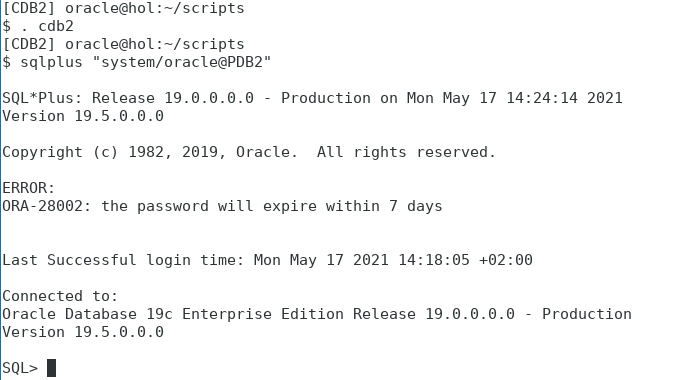 [CDB2] oracle@hol:~/scripts
$ . cdb2
[CDB2] oracle@hol:~/scripts
$ sqlplus "system/oracle@PDB2"
SQL*Plus: Release 19.0.0.0.0 - Production on Mon May 17 14:24:14 2021
Version 19.5.0.0.0
Copyright (c) 1982, 2019, Oracle.  All rights reserved.
ERROR:
ORA-28002: the password will expire within 7 days
Last Successful login time: Mon May 17 2021 14:18:05 +02:00
Connected to:
Oracle Database 19c Enterprise Edition Release 19.0.0.0.0 - Production
Version 19.5.0.0.0
SQL>